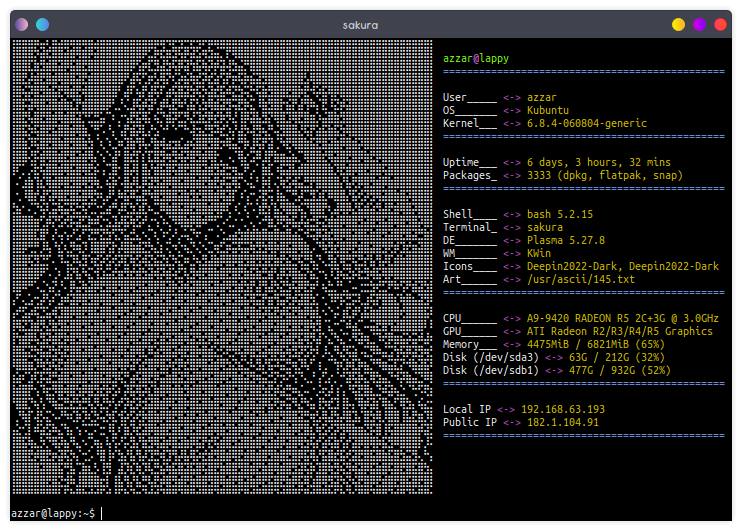 sakura
azzar@lappy
===============================================
User_____ <-> azzar
OS_______ <-> Kubuntu
Kernel___ <-> 6.8.4-060804-generic
===============================================
Uptime___ <-> 6 days, 3 hours, 32 mins
Packages_ <-> 3333 (dpkg, flatpak, snap)
===============================================
Shell____ <-> bash 5.2.15
Terminal_ <-> sakura
DE_______ <-> Plasma 5.27.8
WM_______ <-> KWin
Icons____ <-> Deepin2022-Dark, Deepin2022-Dark
Art______ <-> /usr/ascii/145.txt
===============================================
CPU______ <-> A9-9420 RADEON R5 2C+3G @ 3.0GHz
GPU______ <-> ATI Radeon R2/R3/R4/R5 Graphics
Memory___ <-> 4475MiB / 6821MiB (65%)
Disk (/dev/sda3) <-> 63G / 212G (32%)
Disk (/dev/sdb1) <-> 477G / 932G (52%)
===============================================
Local IP <-> 192.168.63.193
Public IP <-> 182.1.104.91
===============================================
azzar@lappy:~$